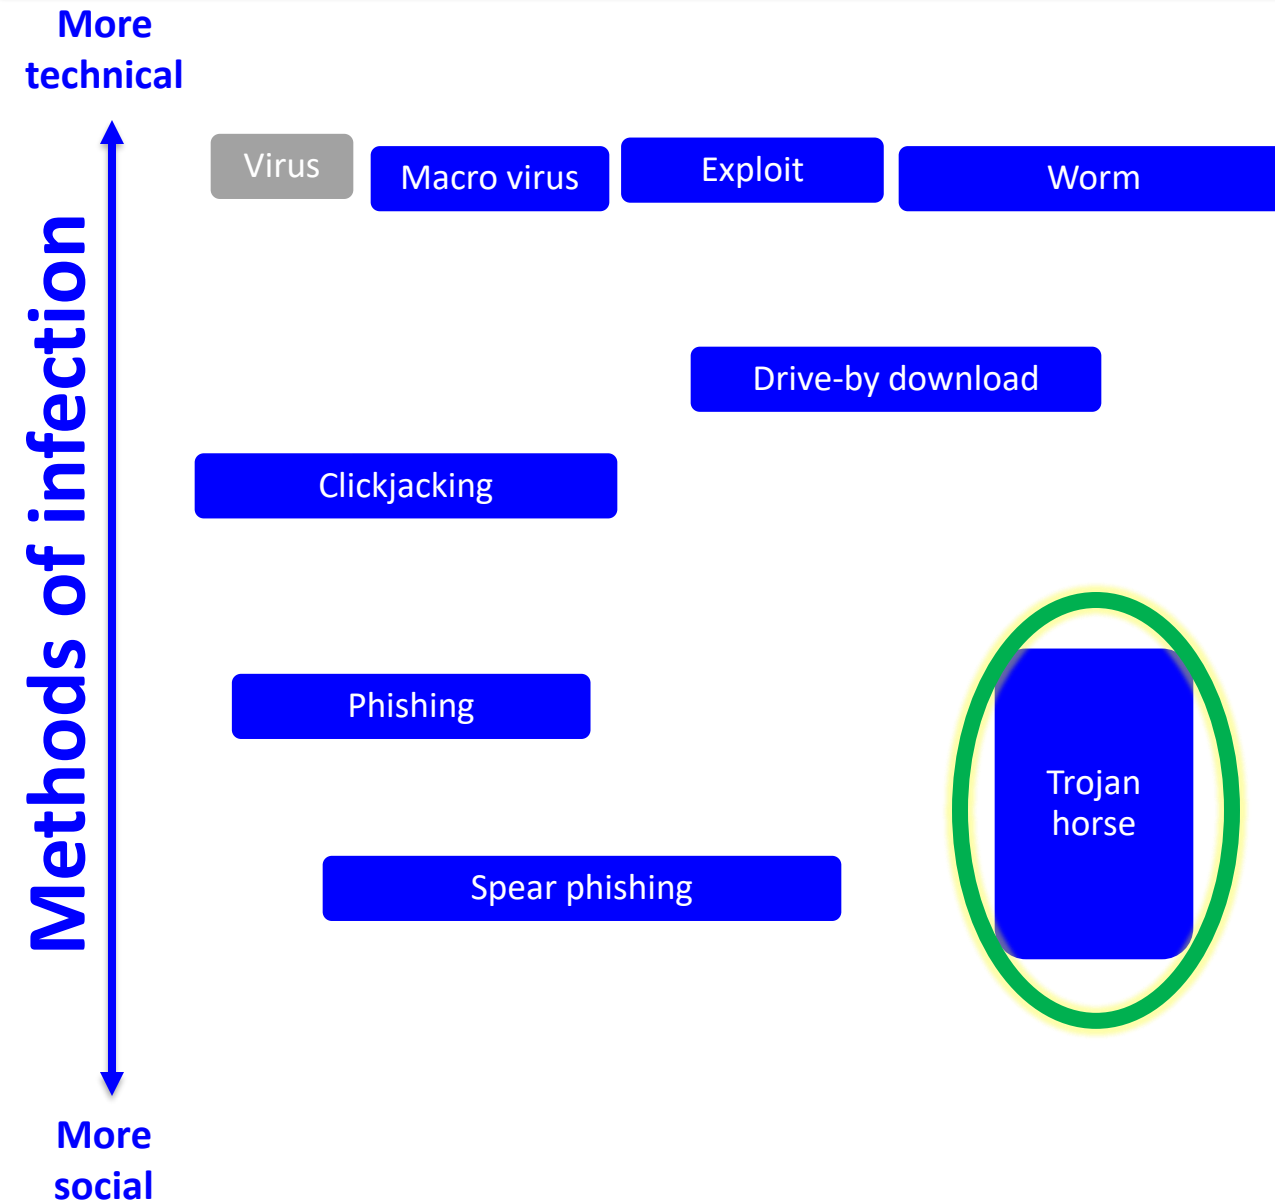 More
technical
Methods of infection
Virus
Macro virus
Exploit
Worm
Drive-by download
Clickjacking
Phishing
Trojan
horse
Spear phishing
More
social